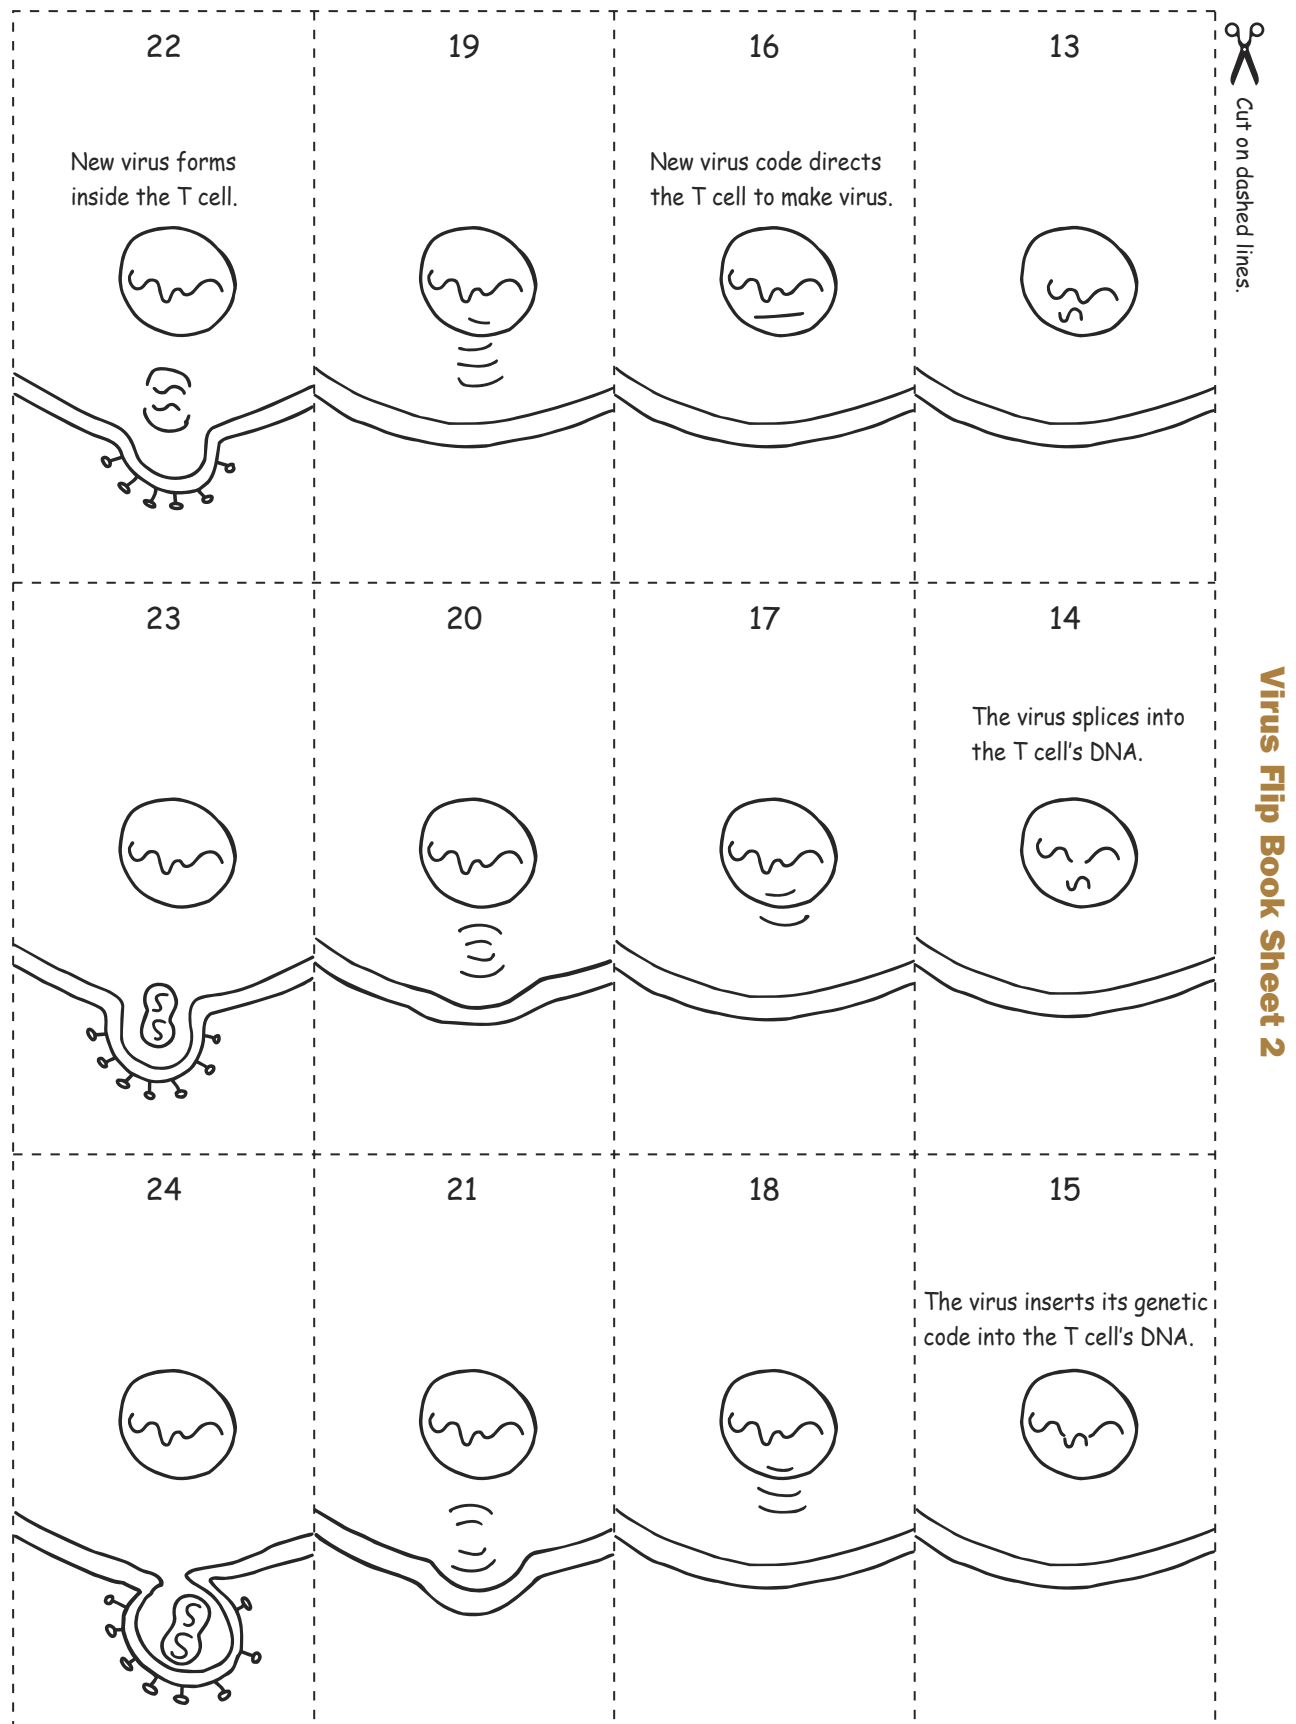 22
19
16
13
New virus forms
inside the T cell.
New virus code directs
the T cell to make virus.
Cut on dashed lines.
23
20
17
14
The virus splices into
the T cell's DNA.
Virus Flip Book Sheet 2
24
21
18
15
The virus inserts its genetic
code into the T cell's DNA.